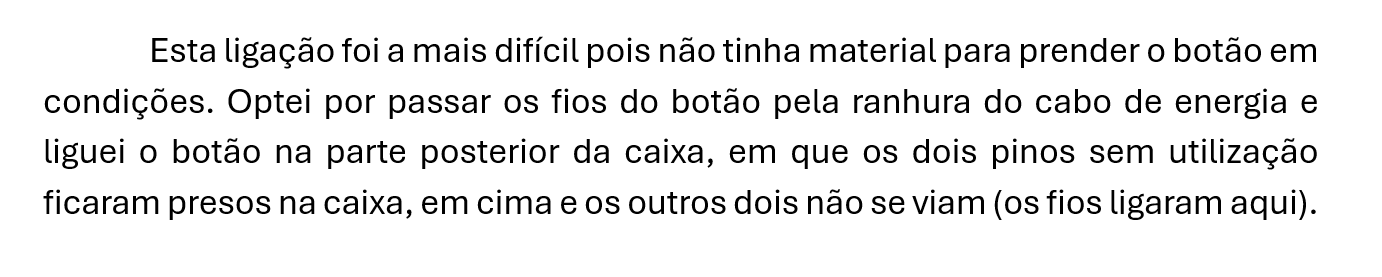 Esta ligação foi a mais difícil pois não tinha material para prender o botão em
condições. Optei por passar os fios do botão pela ranhura do cabo de energia e
liguei o botão na parte posterior da caixa, em que os dois pinos sem utilização
ficaram presos na caixa, em cima e os outros dois não se viam (os fios ligaram aqui).